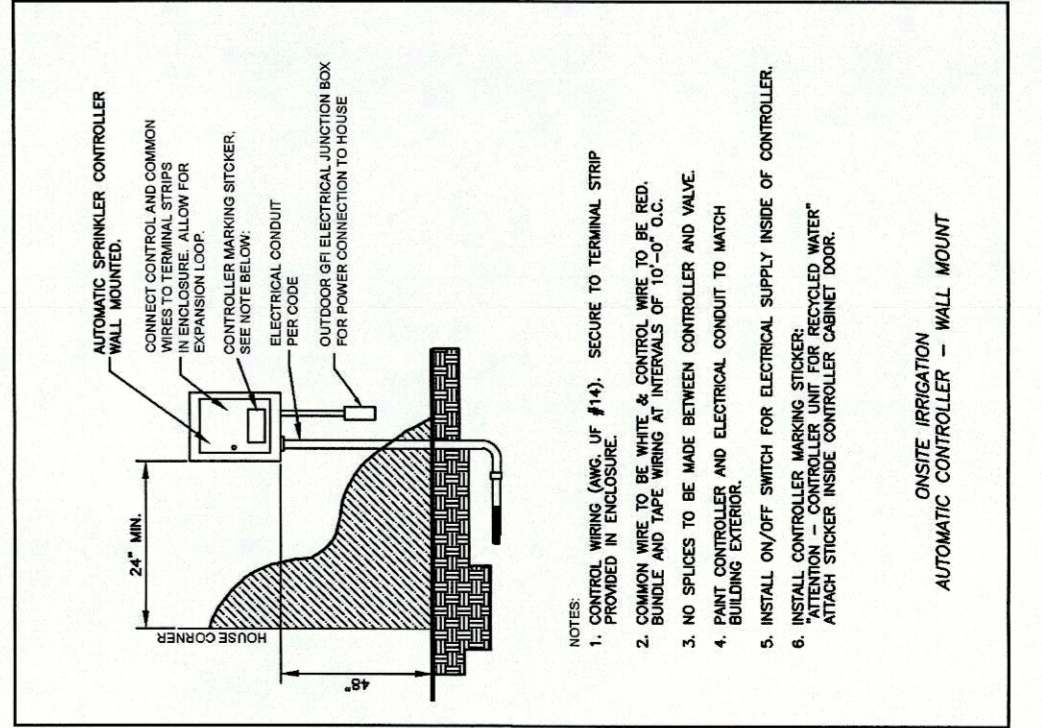 AUTOMATIC SPRINKLER CONTROLLER
WALL MOUNTED.
CONNECT CONTROL AND COMMON
WIRES TO TERMINAL STRIPS
IN ENCLOSURE. ALLOW FOR
EXPANSION LOOP.
CONTROLLER MARKING SITCKER,
SEE NOTE BELOW:
ELECTRICAL CONDUIT
PER CODE
OUTDOOR GFI ELECTRICAL JUNCTION BOX
FOR POWER CONNECTION TO HOUSE
24" MIN.
HOUSE CORNER
48"
NOTES:
1. CONTROL WIRING (AWG. UF #14). SECURE TO TERMINAL STRIP
PROVIDED IN ENCLOSURE.
2. COMMON WIRE TO BE WHITE & CONTROL WIRE TO BE RED.
BUNDLE AND TAPE WIRING AT INTERVALS OF 10'-0" O.C.
3. NO SPLICES TO BE MADE BETWEEN CONTROLLER AND VALVE.
4. PAINT CONTROLLER AND ELECTRICAL CONDUIT TO MATCH
BUILDING EXTERIOR.
5. INSTALL ON/OFF SWITCH FOR ELECTRICAL SUPPLY INSIDE OF CONTROLLER.
6. INSTALL CONTROLLER MARKING STICKER:
"ATTENTION - CONTROLLER UNIT FOR RECYCLED WATER"
ATTACH STICKER INSIDE CONTROLLER CABINET DOOR.
ONSITE IRRIGATION
AUTOMATIC CONTROLLER - WALL MOUNT